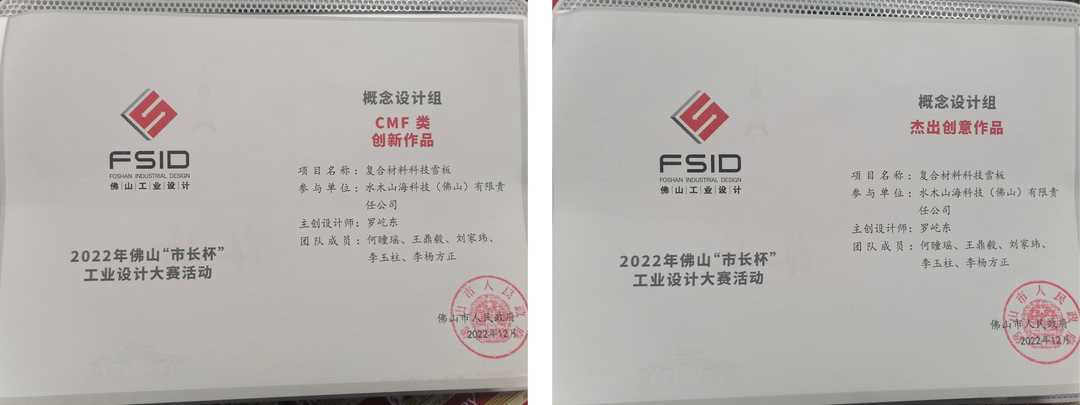 FSID
FOSHAN INDUSTRIAL DESIGN
佛|山|工|业|设|计
2022年佛山“市长杯”
工业设计大赛活动
概念设计组
CMF 类
创新作品
项目名称：复合材料科技雪板
参与单位：水木山海科技（佛山）有限责
任公司
主创设计师：罗屹东
团队成员：何瞳瑶、王鼎毅、刘家玮、
李玉柱、李杨方正
佛山市人民政府
2022年12月
FSID
FOSHAN INDUSTRIAL DESIGN
佛|山|工|业|设|计
2022年佛山“市长杯”
工业设计大赛活动
概念设计组
杰出创意作品
项目名称：复合材料科技雪板
参与单位：水木山海科技（佛山）有限责
任公司
主创设计师：罗屹东
团队成员：何瞳瑶、王鼎毅、刘家玮、
李玉柱、李杨方正
佛山市人民政府
2022年12月